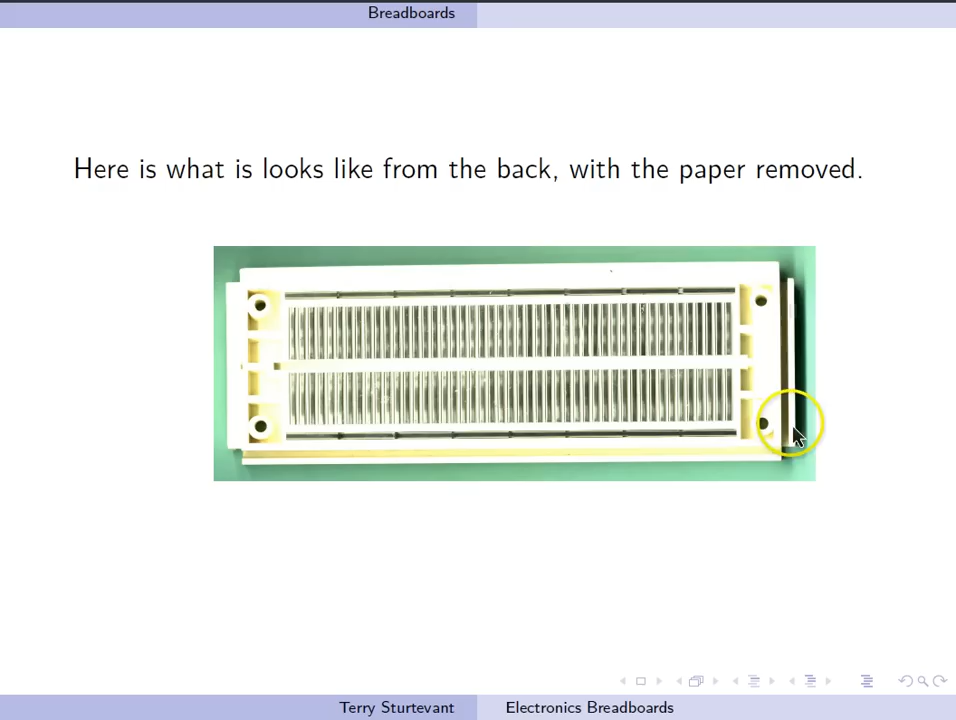 Breadboards
Here is what is looks like from the back, with the paper removed.
Terry Sturtevant Electronics Breadboards